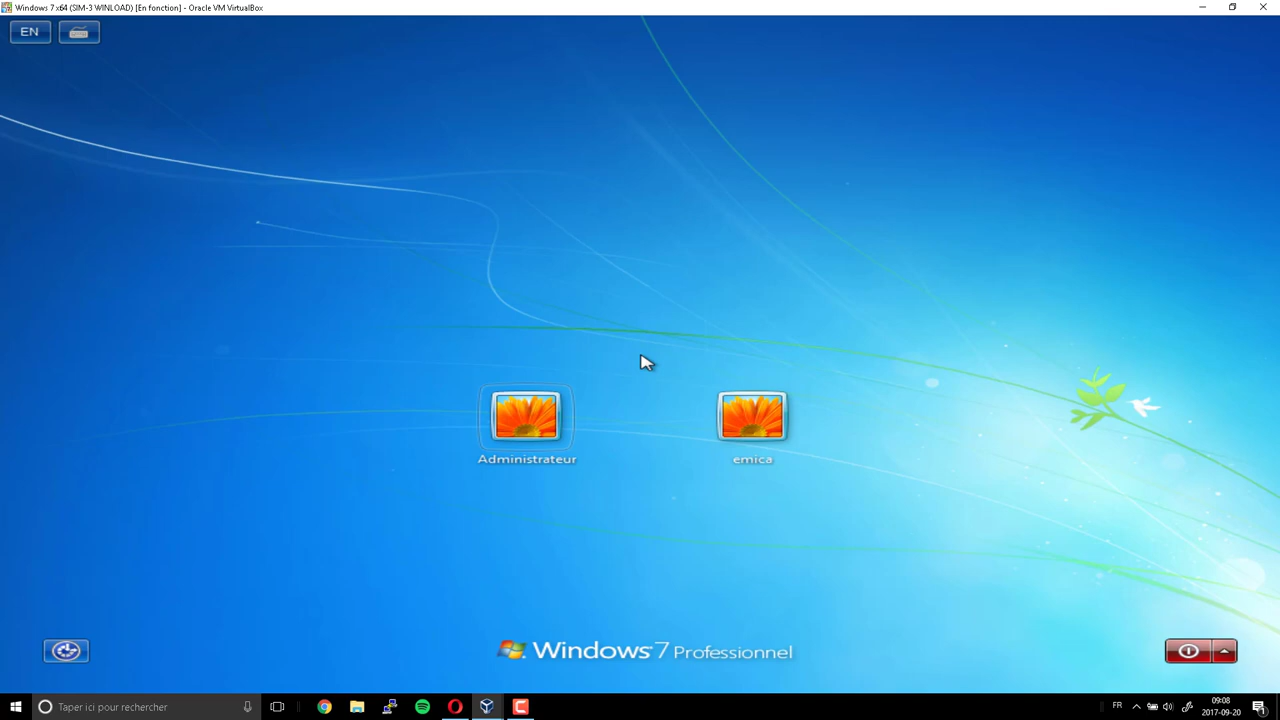 Windows 7 x64 (SIM-3 WINLOAD) [En fonction] - Oracle VM VirtualBox
EN
Administrateur
emica
Windows 7 Professionnel
Taper ici pour rechercher
FR
09:08
2017-09-20
1